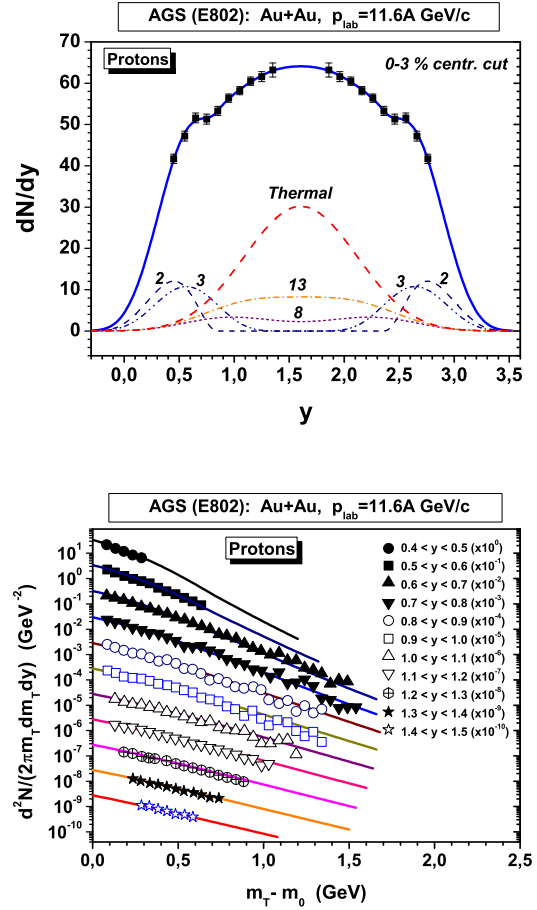 AGS (E802): Au+Au, p_lab=11.6A GeV/c
Protons
0-3 % centr. cut
70
60
50
40
30
20
10
0
dN/dy
Thermal
2
3
13
8
3
2
0,0
0,5
1,0
1,5
2,0
2,5
3,0
3,5
y
AGS (E802): Au+Au, p_lab=11.6A GeV/c
Protons
10^1
10^0
10^-1
10^-2
10^-3
10^-4
10^-5
10^-6
10^-7
10^-8
10^-9
10^-10
d^2N/(2πm_Tdm_Tdy) (GeV^-2)
0.4 < y < 0.5 (x10^0)
0.5 < y < 0.6 (x10^-1)
0.6 < y < 0.7 (x10^-2)
0.7 < y < 0.8 (x10^-3)
0.8 < y < 0.9 (x10^-4)
0.9 < y < 1.0 (x10^-5)
1.0 < y < 1.1 (x10^-6)
1.1 < y < 1.2 (x10^-7)
1.2 < y < 1.3 (x10^-8)
1.3 < y < 1.4 (x10^-9)
1.4 < y < 1.5 (x10^-10)
0,0
0,5
1,0
1,5
2,0
2,5
m_T- m_0 (GeV)